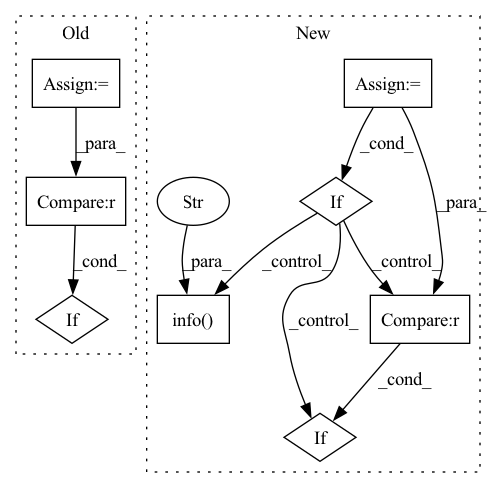 Old
New
Assign:=
Assign:=
_para_
_cond_
Compare:r
Str
If
_para_
_cond_
_para_
_control_
_control_
If
info()
_control_
Compare:r
_cond_
If